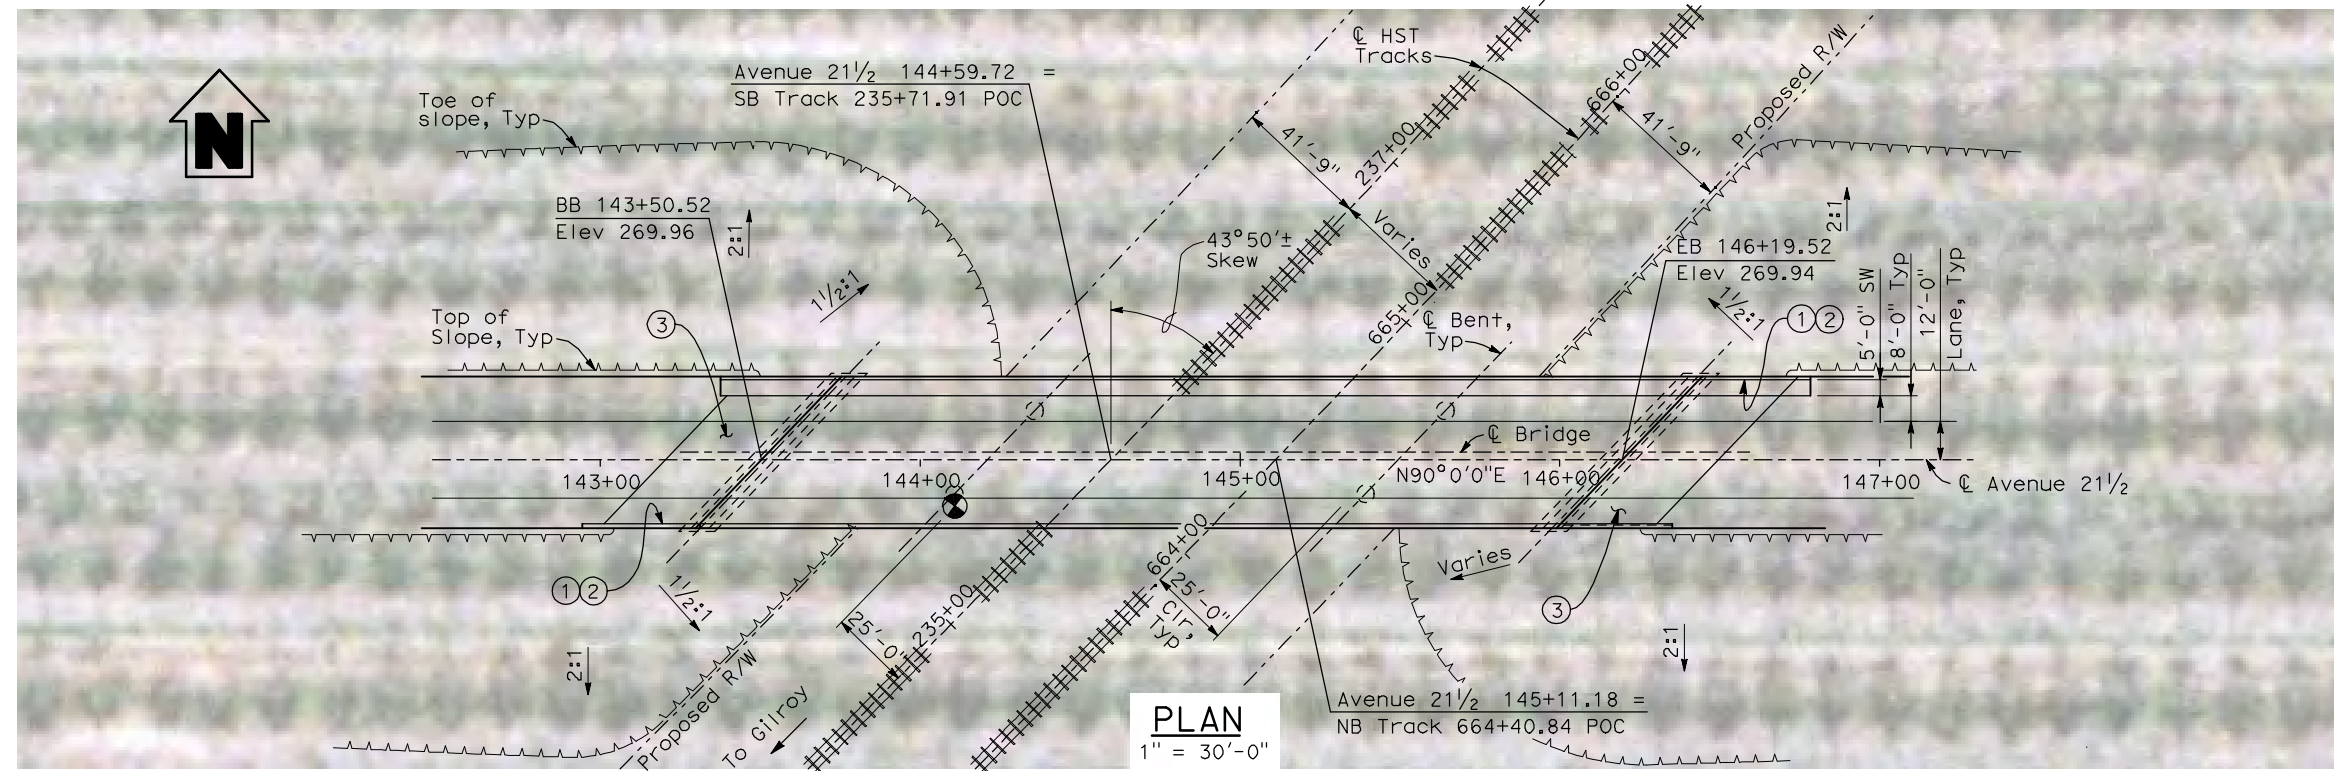 N
Toe of
slope, Typ
Avenue 21½ 144+59.72 =
SB Track 235+71.91 POC
℄ HST
Tracks
666+00
Proposed R/W
41'-9"
41'-9"
237+00
BB 143+50.52
Elev 269.96
2:1
2:1
43°50'±
Skew
Varies
EB 146+19.52
Elev 269.94
1½:1
1½:1
5'-0" SW
8'-0" Typ
12'-0"
Lane, Typ
Top of
Slope, Typ
3
1 2
665+00
℄ Bent,
Typ
℄ Bridge
143+00
144+00
145+00
N90°0'0"E
146+00
147+00
℄ Avenue 21½
664+00
Varies
1 2
1½:1
25'-0"
235+00
25'-0"
Clr,
Typ
3
2:1
2:1
Proposed R/W
To Gilroy
PLAN
1" = 30'-0"
Avenue 21½ 145+11.18 =
NB Track 664+40.84 POC